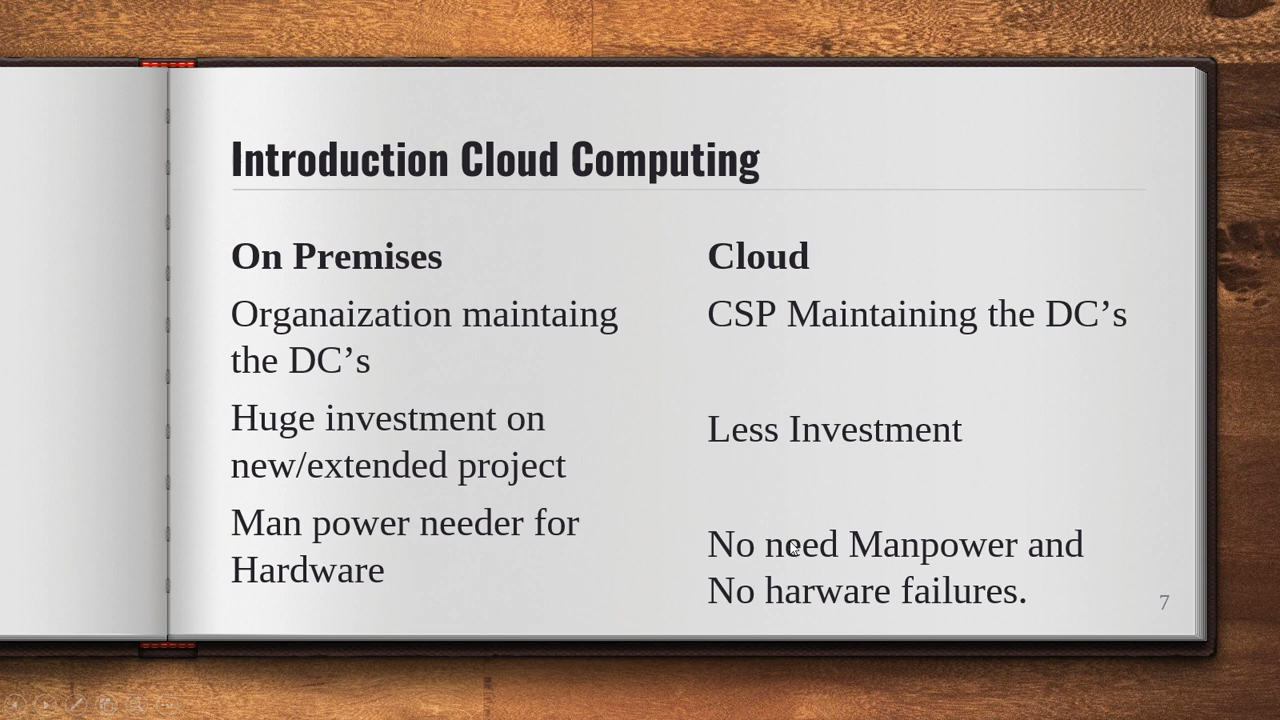 Introduction Cloud Computing
On Premises
Organaization maintaing
the DC’s
Huge investment on
new/extended project
Man power needer for
Hardware
Cloud
CSP Maintaining the DC’s
Less Investment
No need Manpower and
No harware failures.
7